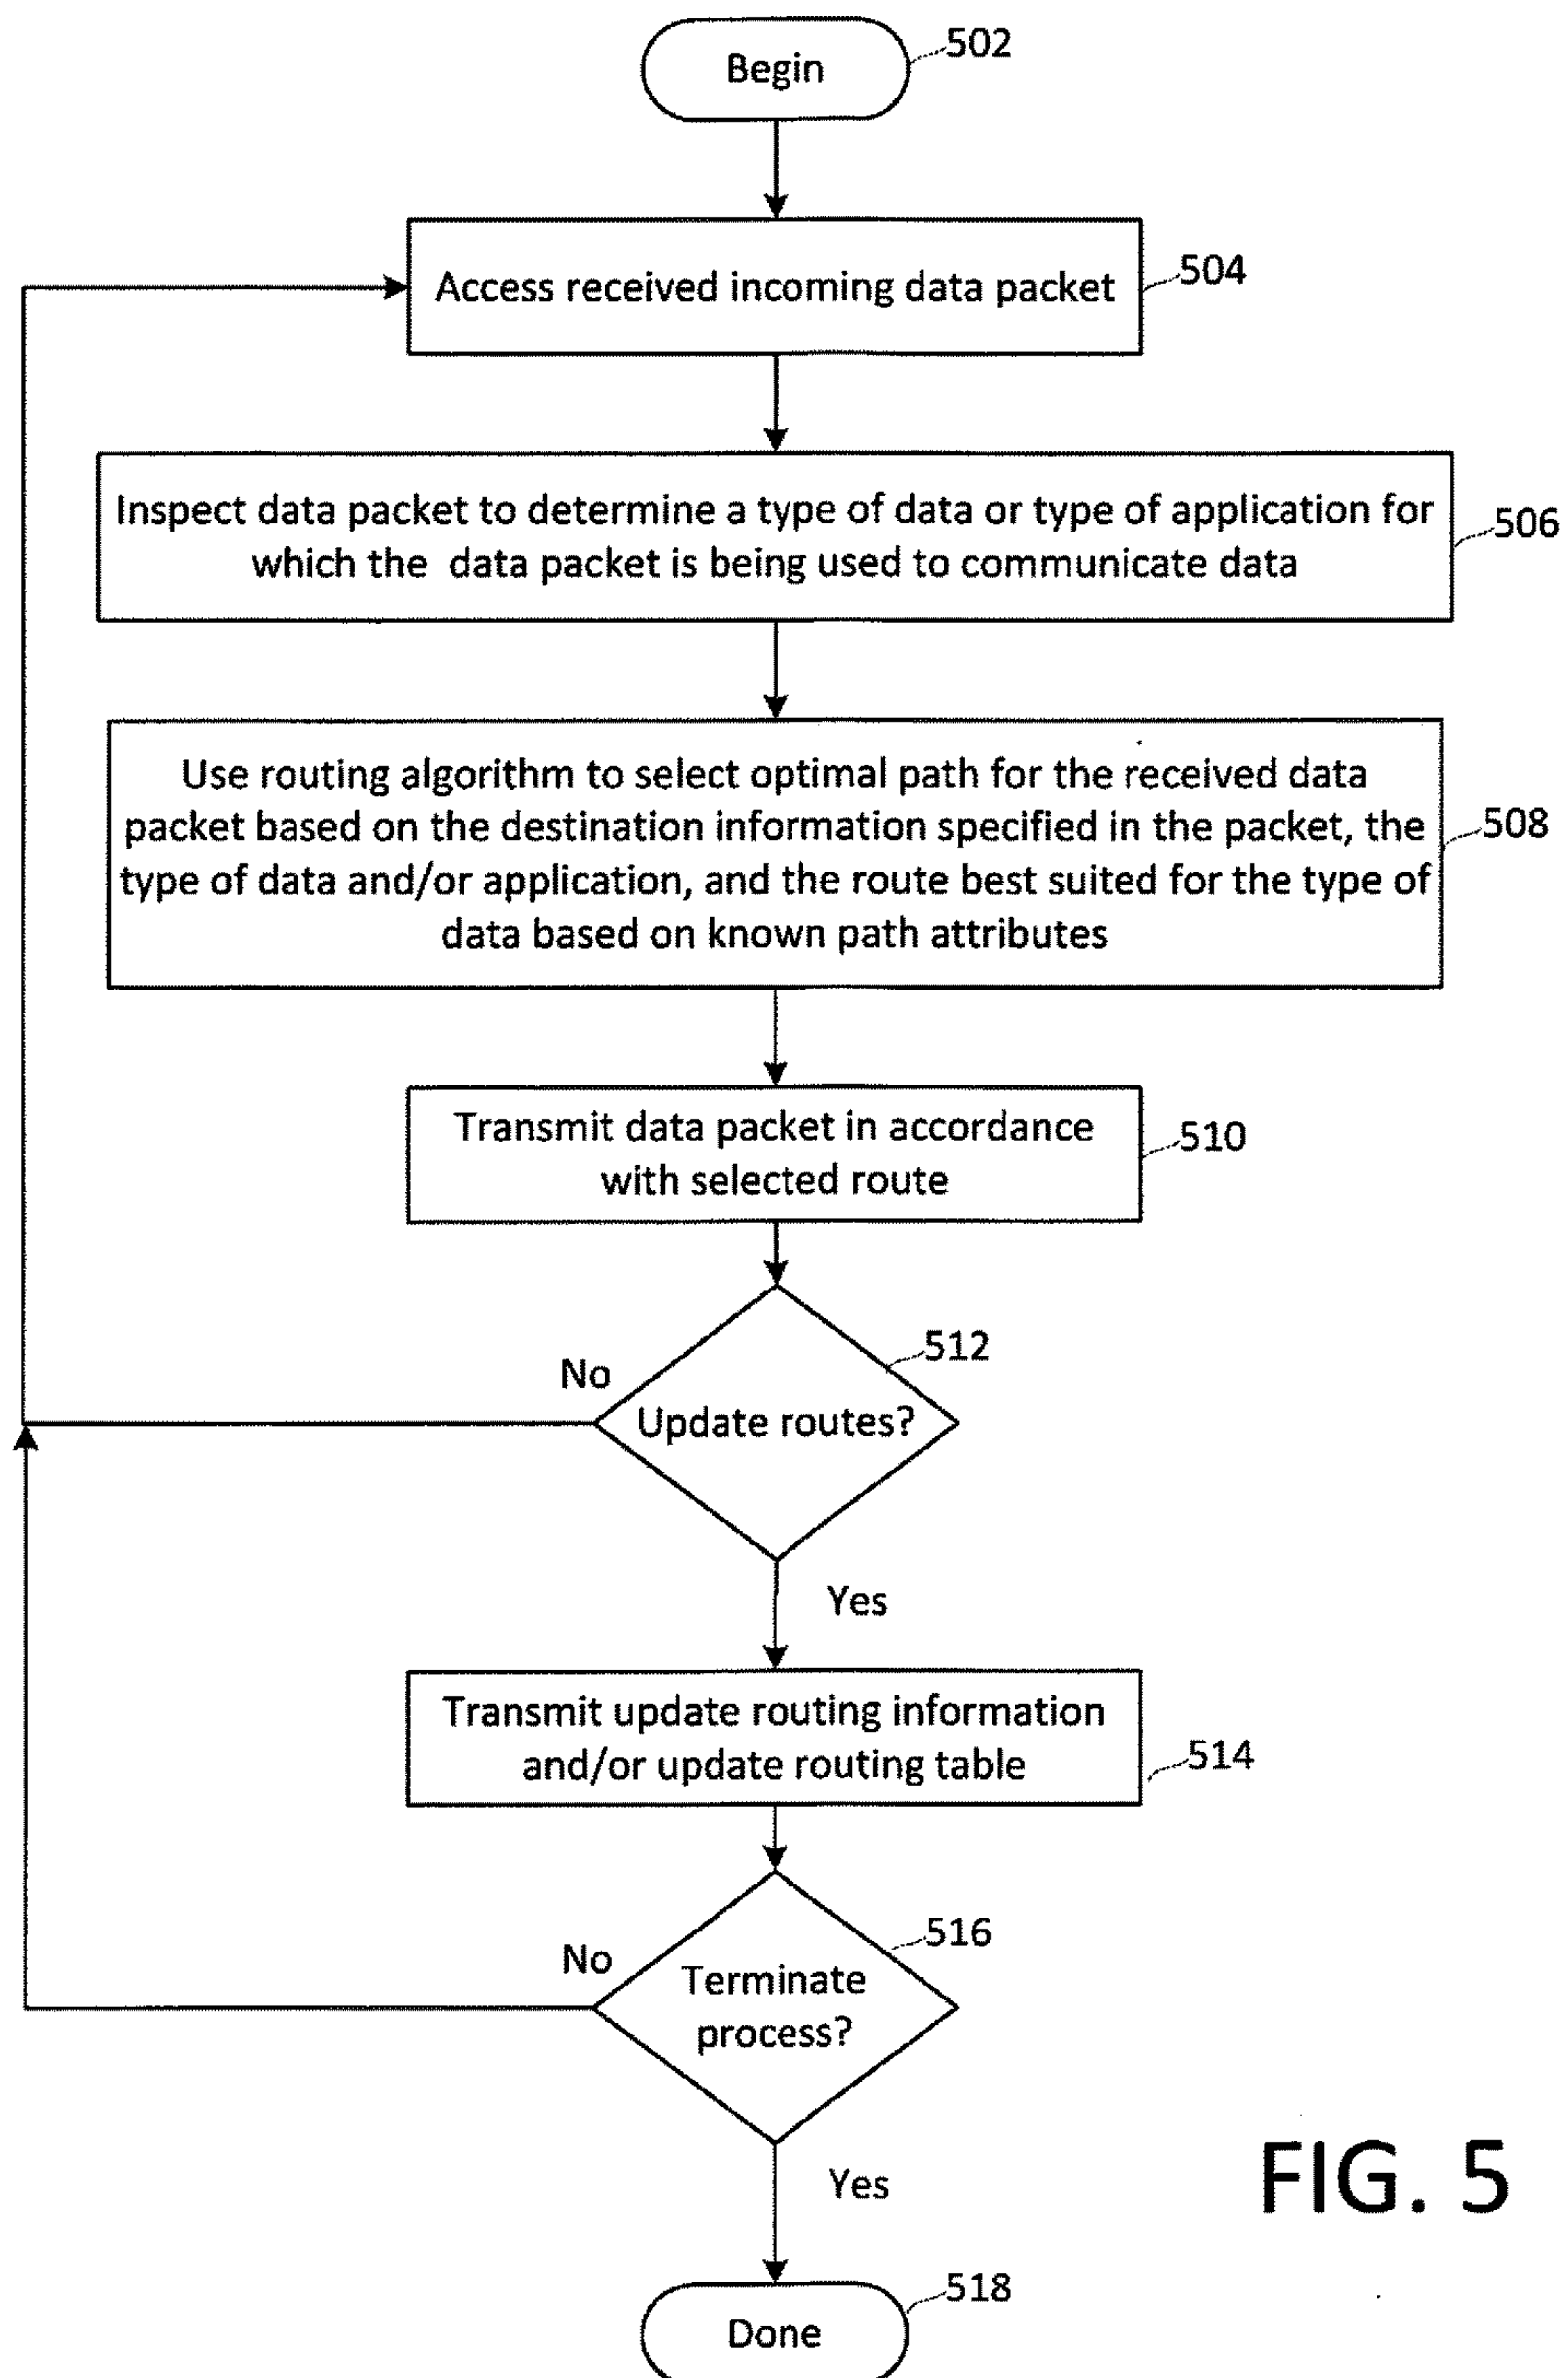 Begin
502
Access received incoming data packet
504
Inspect data packet to determine a type of data or type of application for
which the data packet is being used to communicate data
506
Use routing algorithm to select optimal path for the received data
packet based on the destination information specified in the packet, the
type of data and/or application, and the route best suited for the type of
data based on known path attributes
508
Transmit data packet in accordance
with selected route
510
512
No
Update routes?
Yes
Transmit update routing information
and/or update routing table
514
516
No
Terminate
process?
Yes
FIG. 5
518
Done